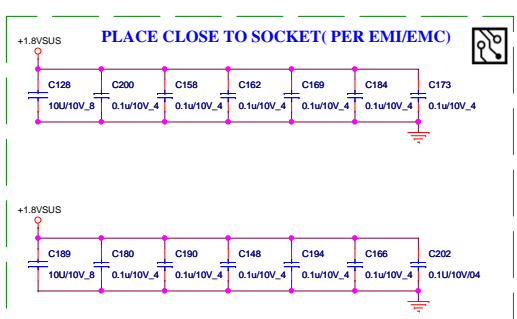 PLACE CLOSE TO SOCKET( PER EMI/EMC)
+1.8VSUS
C128 C200 C158 C162 C169 C184 C173
10U/10V_8 0.1u/10V_4 0.1u/10V_4 0.1u/10V_4 0.1u/10V_4 0.1u/10V_4 0.1u/10V_4
+1.8VSUS
C189 C180 C190 C148 C194 C166 C202
10U/10V_8 0.1u/10V_4 0.1u/10V_4 0.1u/10V_4 0.1u/10V_4 0.1u/10V_4 0.1U/10V/04